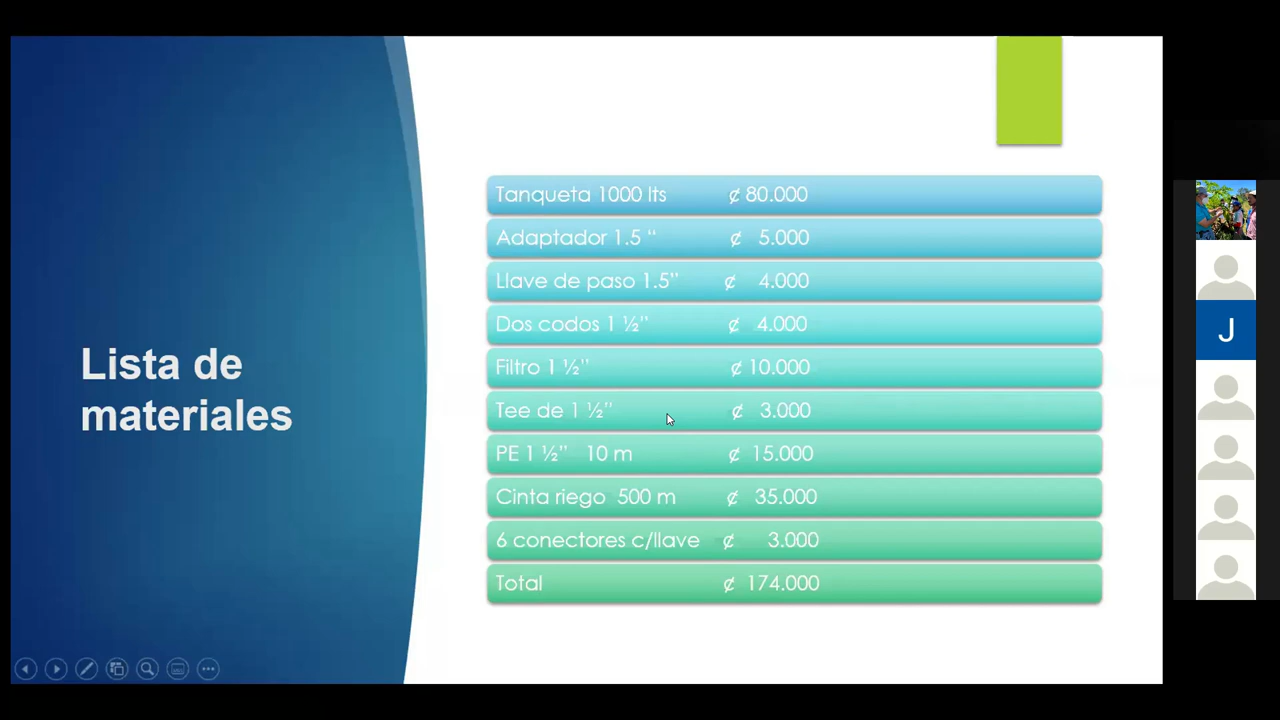 Lista de
materiales
Tanqueta 1000 lts ₡ 80.000
Adaptador 1.5 “ ₡ 5.000
Llave de paso 1.5” ₡ 4.000
Dos codos 1 ½” ₡ 4.000
Filtro 1 ½” ₡ 10.000
Tee de 1 ½” ₡ 3.000
PE 1 ½” 10 m ₡ 15.000
Cinta riego 500 m ₡ 35.000
6 conectores c/llave ₡ 3.000
Total ₡ 174.000
J